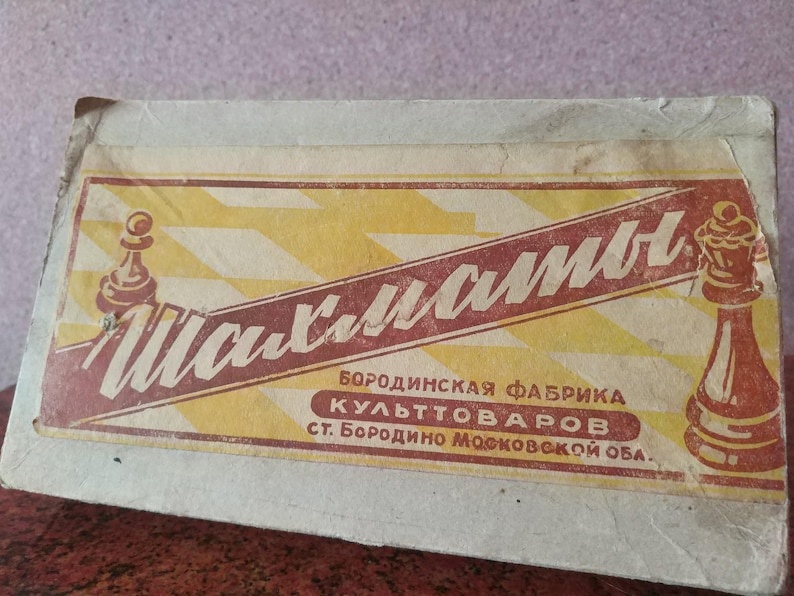 Шахматы
БОРОДИНСКАЯ ФАБРИКА
КУЛЬТТОВАРОВ
СТ. БОРОДИНО МОСКОВСКОЙ ОБЛ.